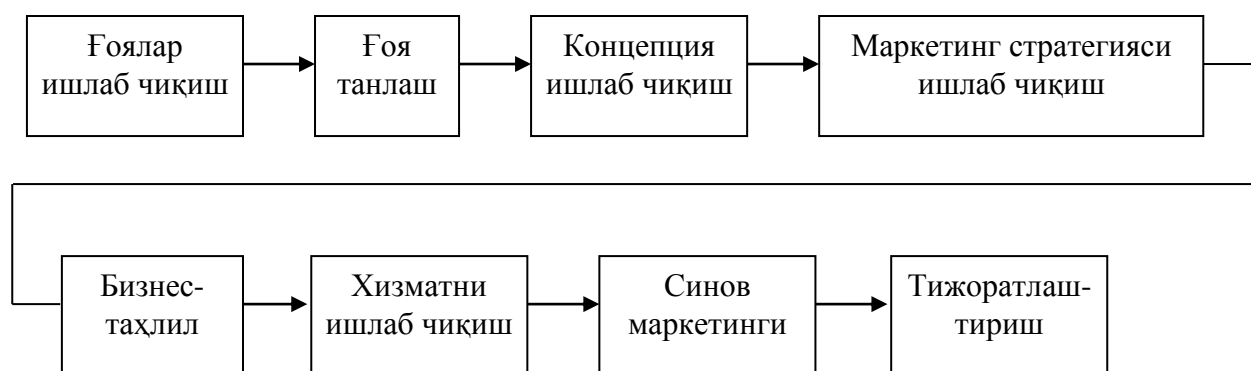 Ғоялар
ишлаб чиқиш
Ғоя
танлаш
Концепция
ишлаб чиқиш
Маркетинг стратегияси
ишлаб чиқиш
Бизнес-
таҳлил
Хизматни
ишлаб чиқиш
Синов
маркетинги
Тижоратлаш-
тириш